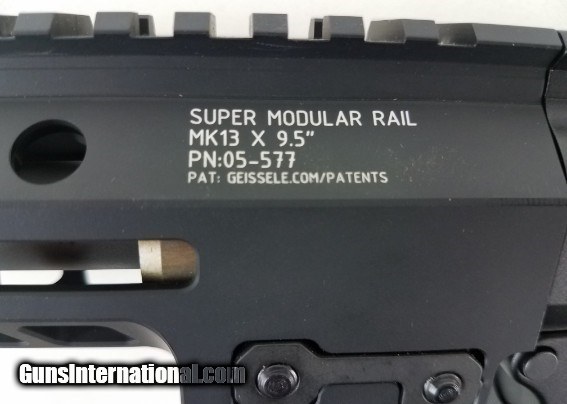 SUPER MODULAR RAIL
MK13 X 9.5"
PN:05-577
PAT: GEISSELE.COM/PATENTS
GunsInternational.com